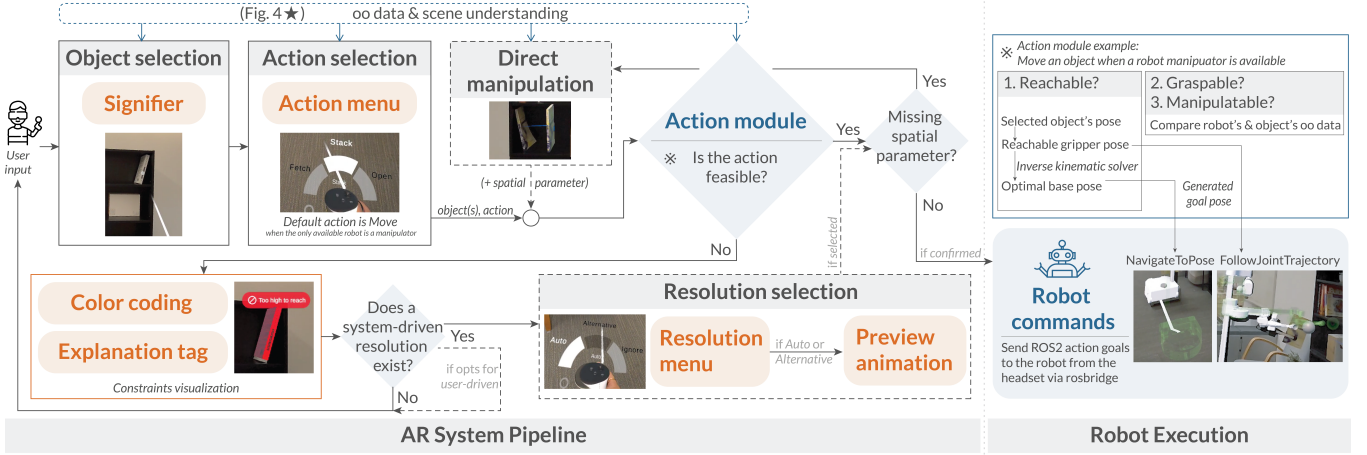 (Fig. 4★) oo data & scene understanding
User
input
Object selection
Signifier
Action selection
Action menu
Stack
Fetch
Open
Default action is Move
when the only available robot is a manipulator
Direct
manipulation
(+ spatial parameter)
object(s), action
Action module
※ Is the action
feasible?
Yes
No
Missing
spatial
parameter?
Yes
No
if selected
if confirmed
Color coding
Explanation tag
Too high to reach
Constraints visualization
Does a
system-driven
resolution
exist?
Yes
if opts for
user-driven
No
Resolution selection
Alternative
Auto
Auto
Ignore
Resolution
menu
if Auto or
Alternative
Preview
animation
AR System Pipeline
※ Action module example:
Move an object when a robot manipuator is available
1. Reachable?
Selected object's pose
Reachable gripper pose
Inverse kinematic solver
Optimal base pose
2. Graspable?
3. Manipulatable?
Compare robot's & object's oo data
Generated
goal pose
Robot
commands
Send ROS2 action goals
to the robot from the
headset via rosbridge
NavigateToPose
FollowJointTrajectory
Robot Execution